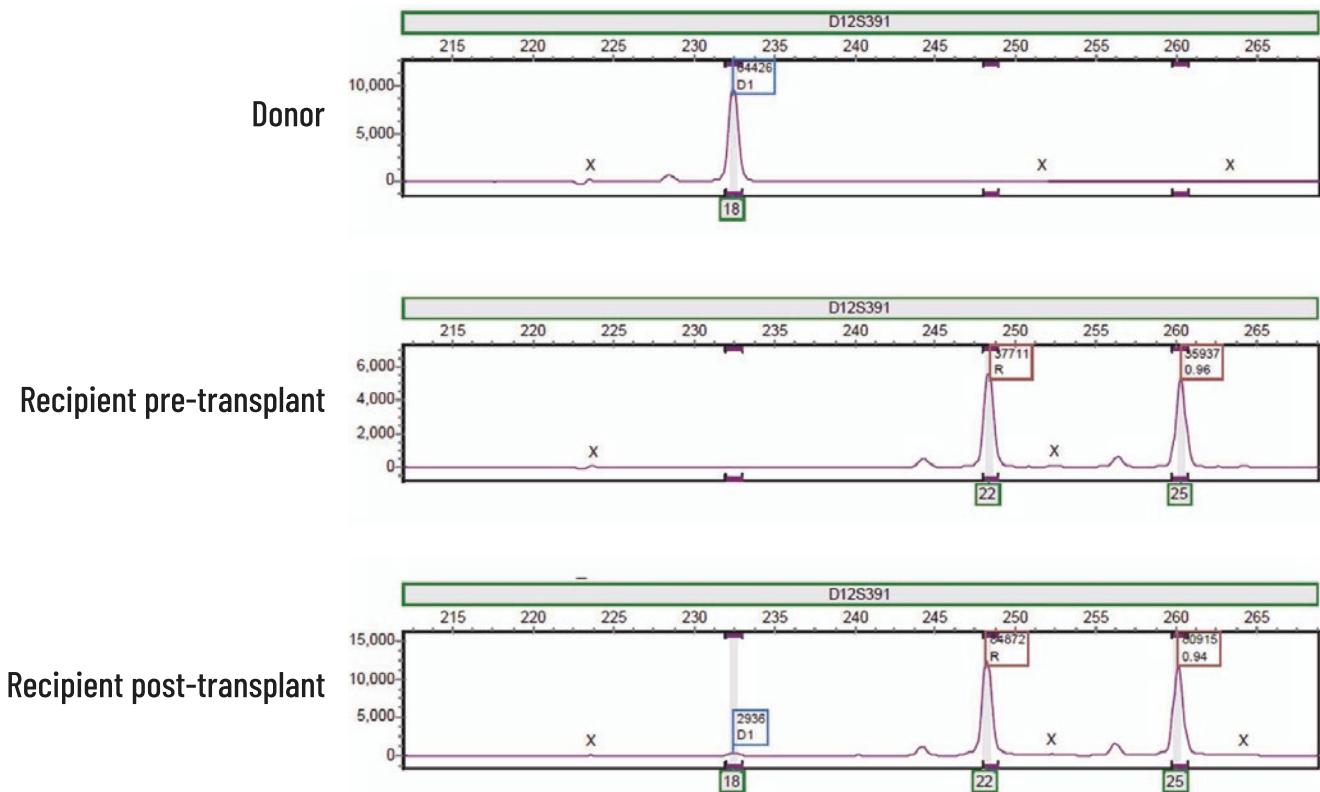 D12S391
215 220 225 230 235 240 245 250 255 260 265
Donor
10,000
5,000
0
64426
D1
X X X
18
D12S391
215 220 225 230 235 240 245 250 255 260 265
Recipient pre-transplant
6,000
4,000
2,000
0
37711
R
35937
0.96
X X
22 25
D12S391
215 220 225 230 235 240 245 250 255 260 265
Recipient post-transplant
15,000
10,000
5,000
0
2936
D1
84872
R
80915
0.94
X X X
18 22 25